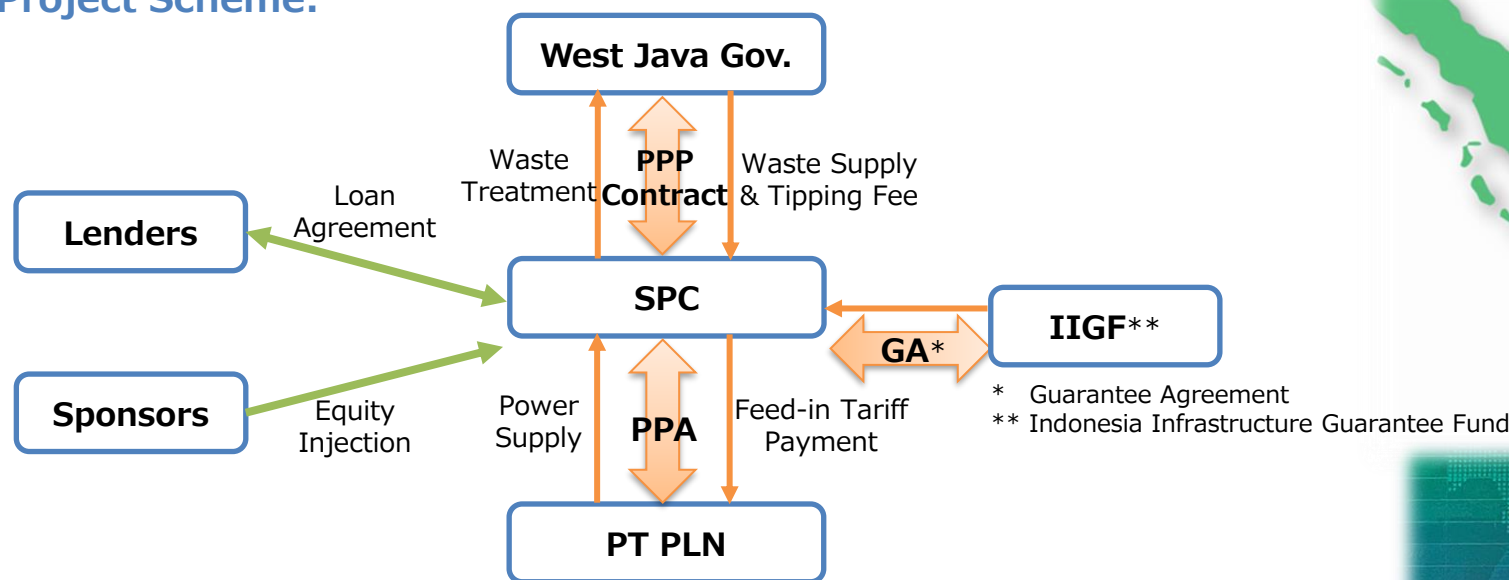 Project Scheme:
West Java Gov.
Waste
Treatment
PPP
Contract
Waste Supply
& Tipping Fee
Loan
Agreement
Lenders
SPC
IIGF**
GA*
Sponsors
Equity
Injection
Power
Supply
PPA
Feed-in Tariff
Payment
* Guarantee Agreement
** Indonesia Infrastructure Guarantee Fund
PT PLN